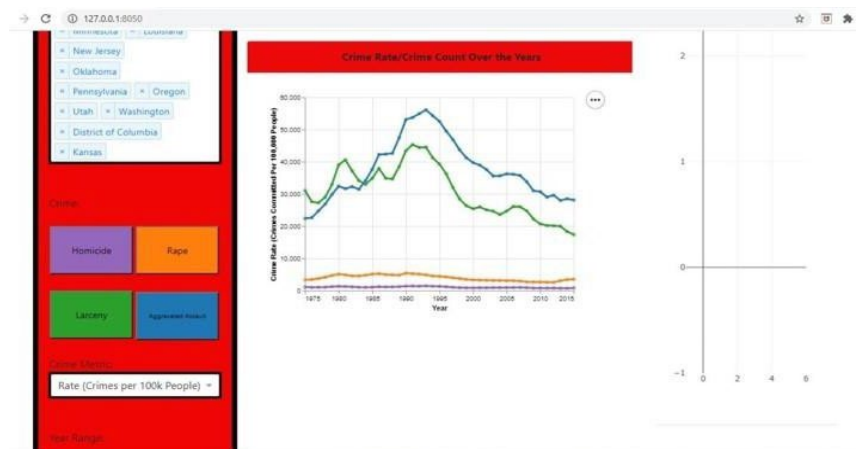 127.0.0.1:8050
× Minnesota × Louisiana
× New Jersey
× Oklahoma
× Pennsylvania × Oregon
× Utah × Washington
× District of Columbia
× Kansas
Crime:
Homicide
Rape
Larceny
Aggravated Assault
Crime Metric:
Rate (Crimes per 100k People)
Year Range:
Crime Rate/Crime Count Over the Years
Crime Rate (Crimes Committed Per 100,000 People)
60,000
50,000
40,000
30,000
20,000
10,000
0
1975 1980 1985 1990 1995 2000 2005 2010 2015
Year
2
1
0
−1
0 2 4 6